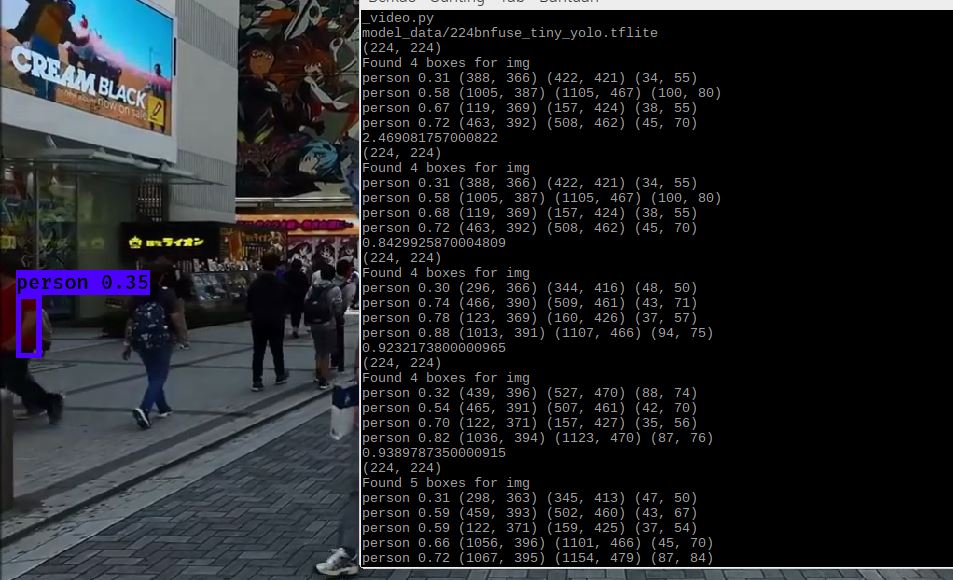 CREAM BLACK
now on sale
ライオン
person 0.35
_video.py
model_data/224bnfuse_tiny_yolo.tflite
(224, 224)
Found 4 boxes for img
person 0.31 (388, 366) (422, 421) (34, 55)
person 0.58 (1005, 387) (1105, 467) (100, 80)
person 0.67 (119, 369) (157, 424) (38, 55)
person 0.72 (463, 392) (508, 462) (45, 70)
2.469081757000822
(224, 224)
Found 4 boxes for img
person 0.31 (388, 366) (422, 421) (34, 55)
person 0.58 (1005, 387) (1105, 467) (100, 80)
person 0.68 (119, 369) (157, 424) (38, 55)
person 0.72 (463, 392) (508, 462) (45, 70)
0.8429925870004809
(224, 224)
Found 4 boxes for img
person 0.30 (296, 366) (344, 416) (48, 50)
person 0.74 (466, 390) (509, 461) (43, 71)
person 0.78 (123, 369) (160, 426) (37, 57)
person 0.88 (1013, 391) (1107, 466) (94, 75)
0.9232173800000965
(224, 224)
Found 4 boxes for img
person 0.32 (439, 396) (527, 470) (88, 74)
person 0.54 (465, 391) (507, 461) (42, 70)
person 0.70 (122, 371) (157, 427) (35, 56)
person 0.82 (1036, 394) (1123, 470) (87, 76)
0.9389787350000915
(224, 224)
Found 5 boxes for img
person 0.31 (298, 363) (345, 413) (47, 50)
person 0.59 (459, 393) (502, 460) (43, 67)
person 0.59 (122, 371) (159, 425) (37, 54)
person 0.66 (1056, 396) (1101, 466) (45, 70)
person 0.72 (1067, 395) (1154, 479) (87, 84)